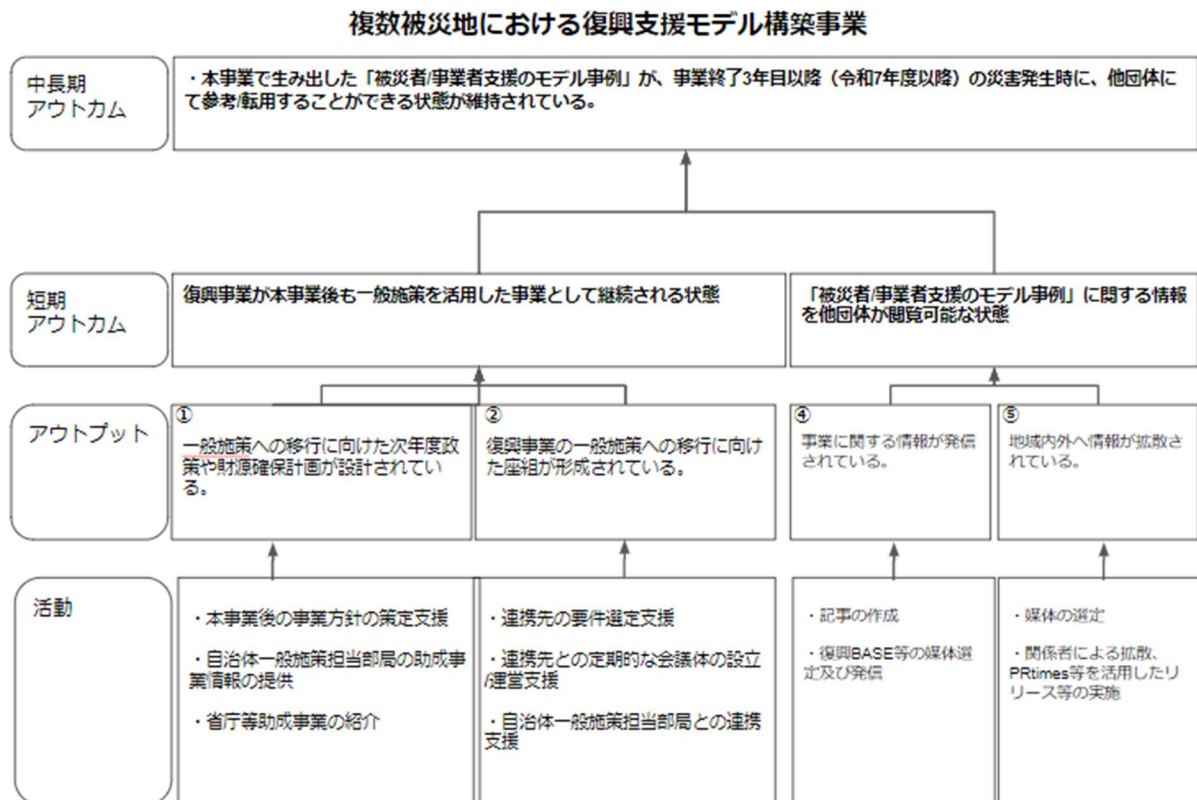 複数被災地における復興支援モデル構築事業
中長期
アウトカム
・本事業で生み出した「被災者/事業者支援のモデル事例」が、事業終了3年目以降（令和7年度以降）の災害発生時に、他団体に
て参考/転用することができる状態が維持されている。
短期
アウトカム
復興事業が本事業後も一般施策を活用した事業として継続される状態
「被災者/事業者支援のモデル事例」に関する情報
を他団体が閲覧可能な状態
アウトプット
①
一般施策への移行に向けた次年度政
策や財源確保計画が設計されてい
る。
②
復興事業の一般施策への移行に向け
た座組が形成されている。
④
事業に関する情報が発信
されている。
⑤
地域内外へ情報が拡散さ
れている。
活動
・本事業後の事業方針の策定支援
・自治体一般施策担当部局の助成事
業情報の提供
・省庁等助成事業の紹介
・連携先の要件選定支援
・連携先との定期的な会議体の設立
/運営支援
・自治体一般施策担当部局との連携
支援
・記事の作成
・復興BASE等の媒体選
定及び発信
・媒体の選定
・関係者による拡散、
PRtimes等を活用したリ
リース等の実施